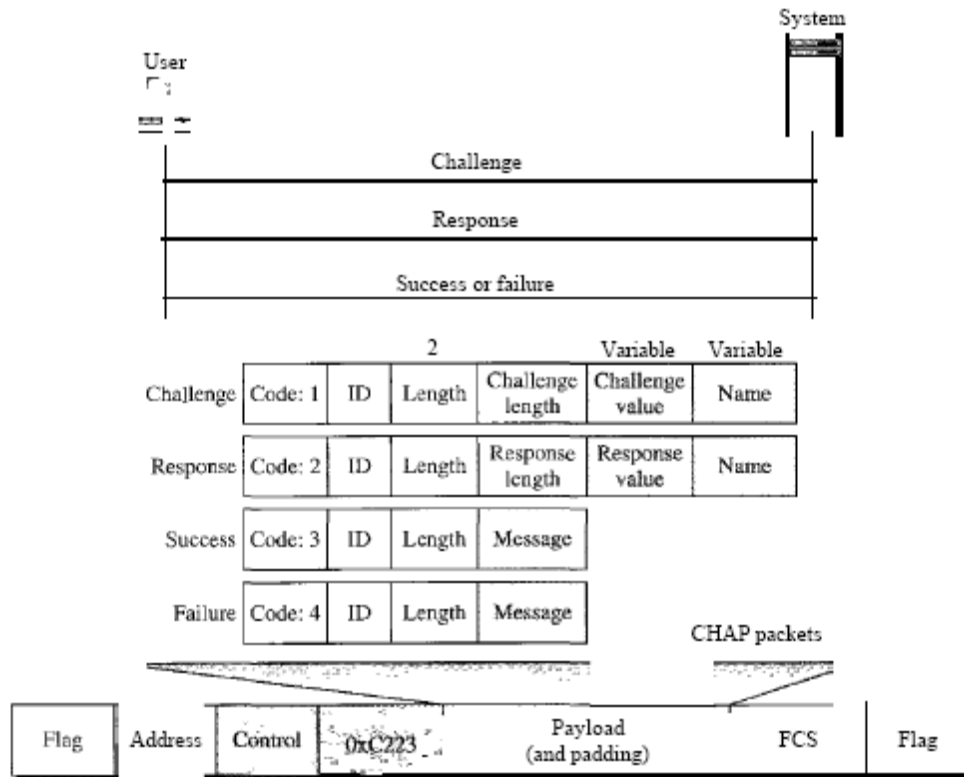 System
User
Challenge
Response
Success or failure
2 Variable Variable
Challenge Code: 1 ID Length Challenge length Challenge value Name
Response Code: 2 ID Length Response length Response value Name
Success Code: 3 ID Length Message
Failure Code: 4 ID Length Message
CHAP packets
Flag Address Control 0xC223 Payload (and padding) FCS Flag